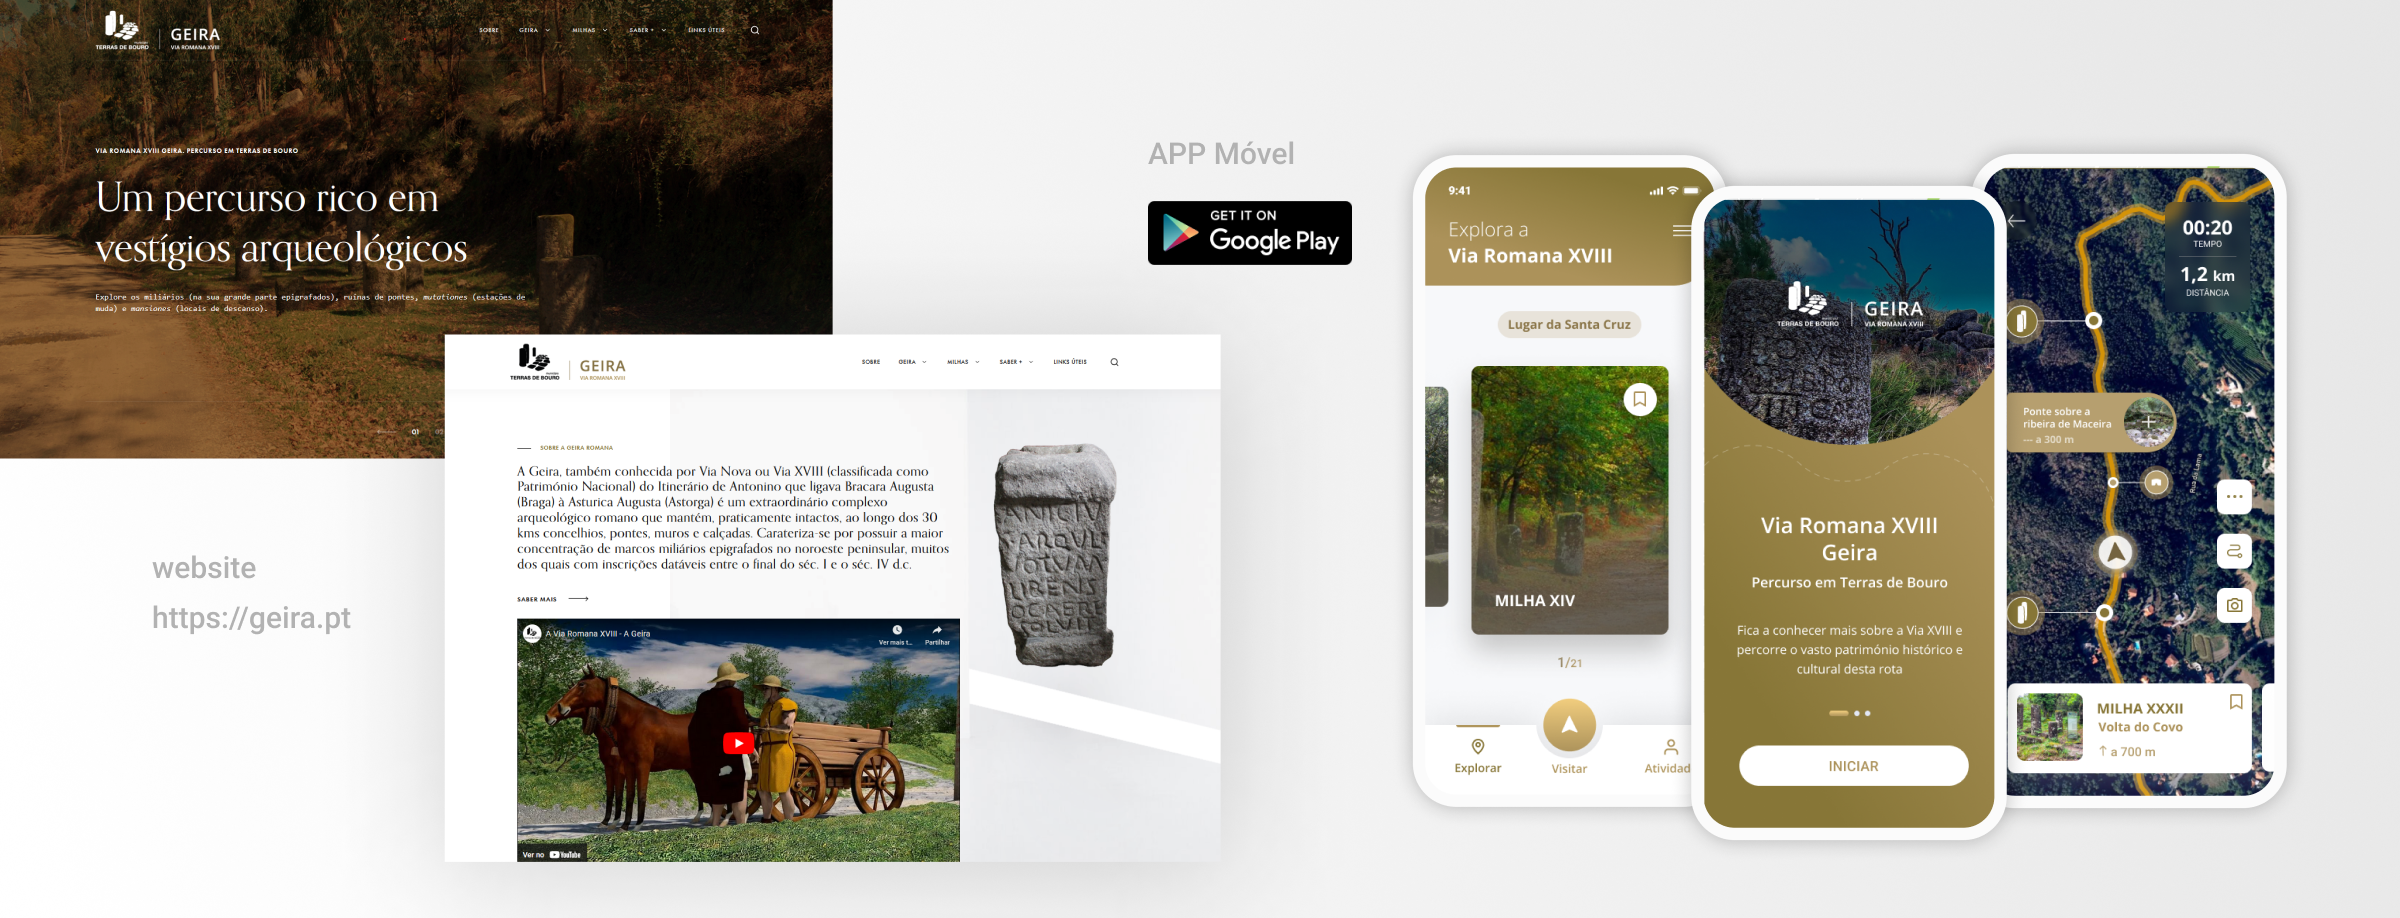 TERRAS DE BOURO
GEIRA
VIA ROMANA XVIII
SOBRE
GEIRA
MILHAS
SABER +
LINKS ÚTEIS
VIA ROMANA XVIII GEIRA. PERCURSO EM TERRAS DE BOURO
Um percurso rico em
vestígios arqueológicos
Explore os miliários (na sua grande parte epigrafados), ruínas de pontes, mutationes (estações de
muda) e mansiones (locais de descanso).
01
02
website
https://geira.pt
TERRAS DE BOURO
GEIRA
VIA ROMANA XVIII
SOBRE
GEIRA
MILHAS
SABER +
LINKS ÚTEIS
SOBRE A GEIRA ROMANA
A Geira, também conhecida por Via Nova ou Via XVIII (classificada como
Património Nacional) do Itinerário de Antonino que ligava Bracara Augusta
(Braga) à Asturica Augusta (Astorga) é um extraordinário complexo
arqueológico romano que mantém, praticamente intactos, ao longo dos 30
kms concelhios, pontes, muros e calçadas. Carateriza-se por possuir a maior
concentração de marcos miliários epigrafados no noroeste peninsular, muitos
dos quais com inscrições datáveis entre o final do séc. I e o séc. IV d.c.
SABER MAIS
A Via Romana XVIII - A Geira
Ver mais t...
Partilhar
Ver no YouTube
APP Móvel
GET IT ON
Google Play
9:41
Explora a
Via Romana XVIII
Lugar da Santa Cruz
MILHA XIV
1/21
Explorar
Visitar
Ativida
TERRAS DE BOURO
GEIRA
VIA ROMANA XVIII
Via Romana XVIII
Geira
Percurso em Terras de Bouro
Fica a conhecer mais sobre a Via XVIII e
percorre o vasto património histórico e
cultural desta rota
INICIAR
00:20
TEMPO
1,2 km
DISTÂNCIA
Ponte sobre a
ribeira de Maceira
--- a 300 m
MILHA XXXII
Volta do Covo
a 700 m